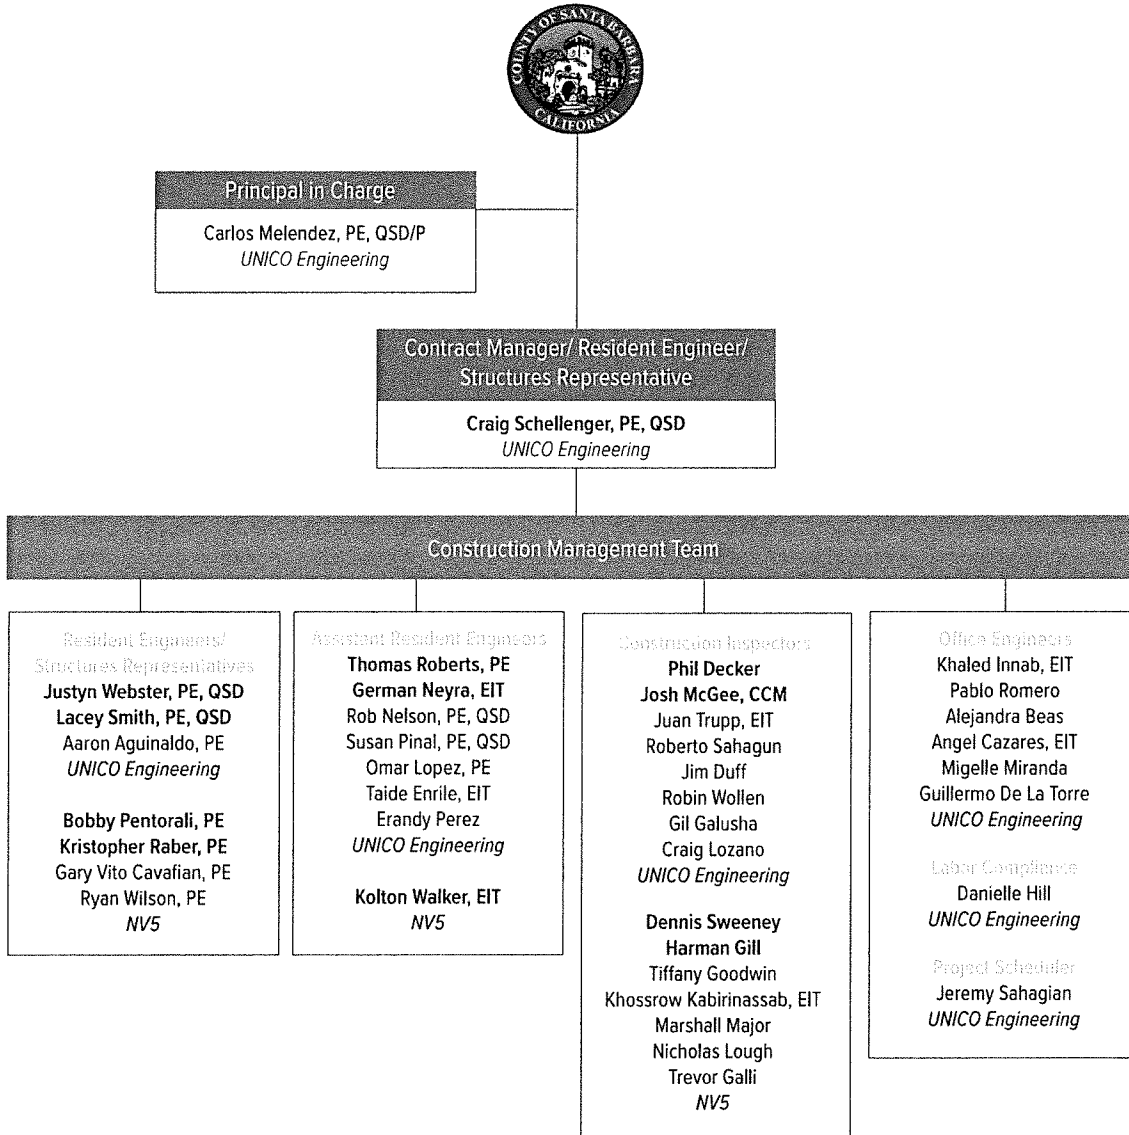 COUNTY OF SANTA BARBARA
CALIFORNIA
Principal in Charge
Carlos Melendez, PE, QSD/P
UNICO Engineering
Contract Manager/ Resident Engineer/
Structures Representative
Craig Schellenger, PE, QSD
UNICO Engineering
Construction Management Team
Resident Engineers/
Structures Representatives
Justyn Webster, PE, QSD
Lacey Smith, PE, QSD
Aaron Aguinaldo, PE
UNICO Engineering
Bobby Pentorali, PE
Kristopher Raber, PE
Gary Vito Cavafian, PE
Ryan Wilson, PE
NV5
Assistant Resident Engineers
Thomas Roberts, PE
German Neyra, EIT
Rob Nelson, PE, QSD
Susan Pinal, PE, QSD
Omar Lopez, PE
Taide Enrile, EIT
Erandy Perez
UNICO Engineering
Kolton Walker, EIT
NV5
Construction Inspectors
Phil Decker
Josh McGee, CCM
Juan Trupp, EIT
Roberto Sahagun
Jim Duff
Robin Wollen
Gil Galusha
Craig Lozano
UNICO Engineering
Dennis Sweeney
Harman Gill
Tiffany Goodwin
Khossrow Kabirinassab, EIT
Marshall Major
Nicholas Lough
Trevor Galli
NV5
Office Engineers
Khaled Innab, EIT
Pablo Romero
Alejandra Beas
Angel Cazares, EIT
Migelle Miranda
Guillermo De La Torre
UNICO Engineering
Labor Compliance
Danielle Hill
UNICO Engineering
Project Scheduler
Jeremy Sahagian
UNICO Engineering